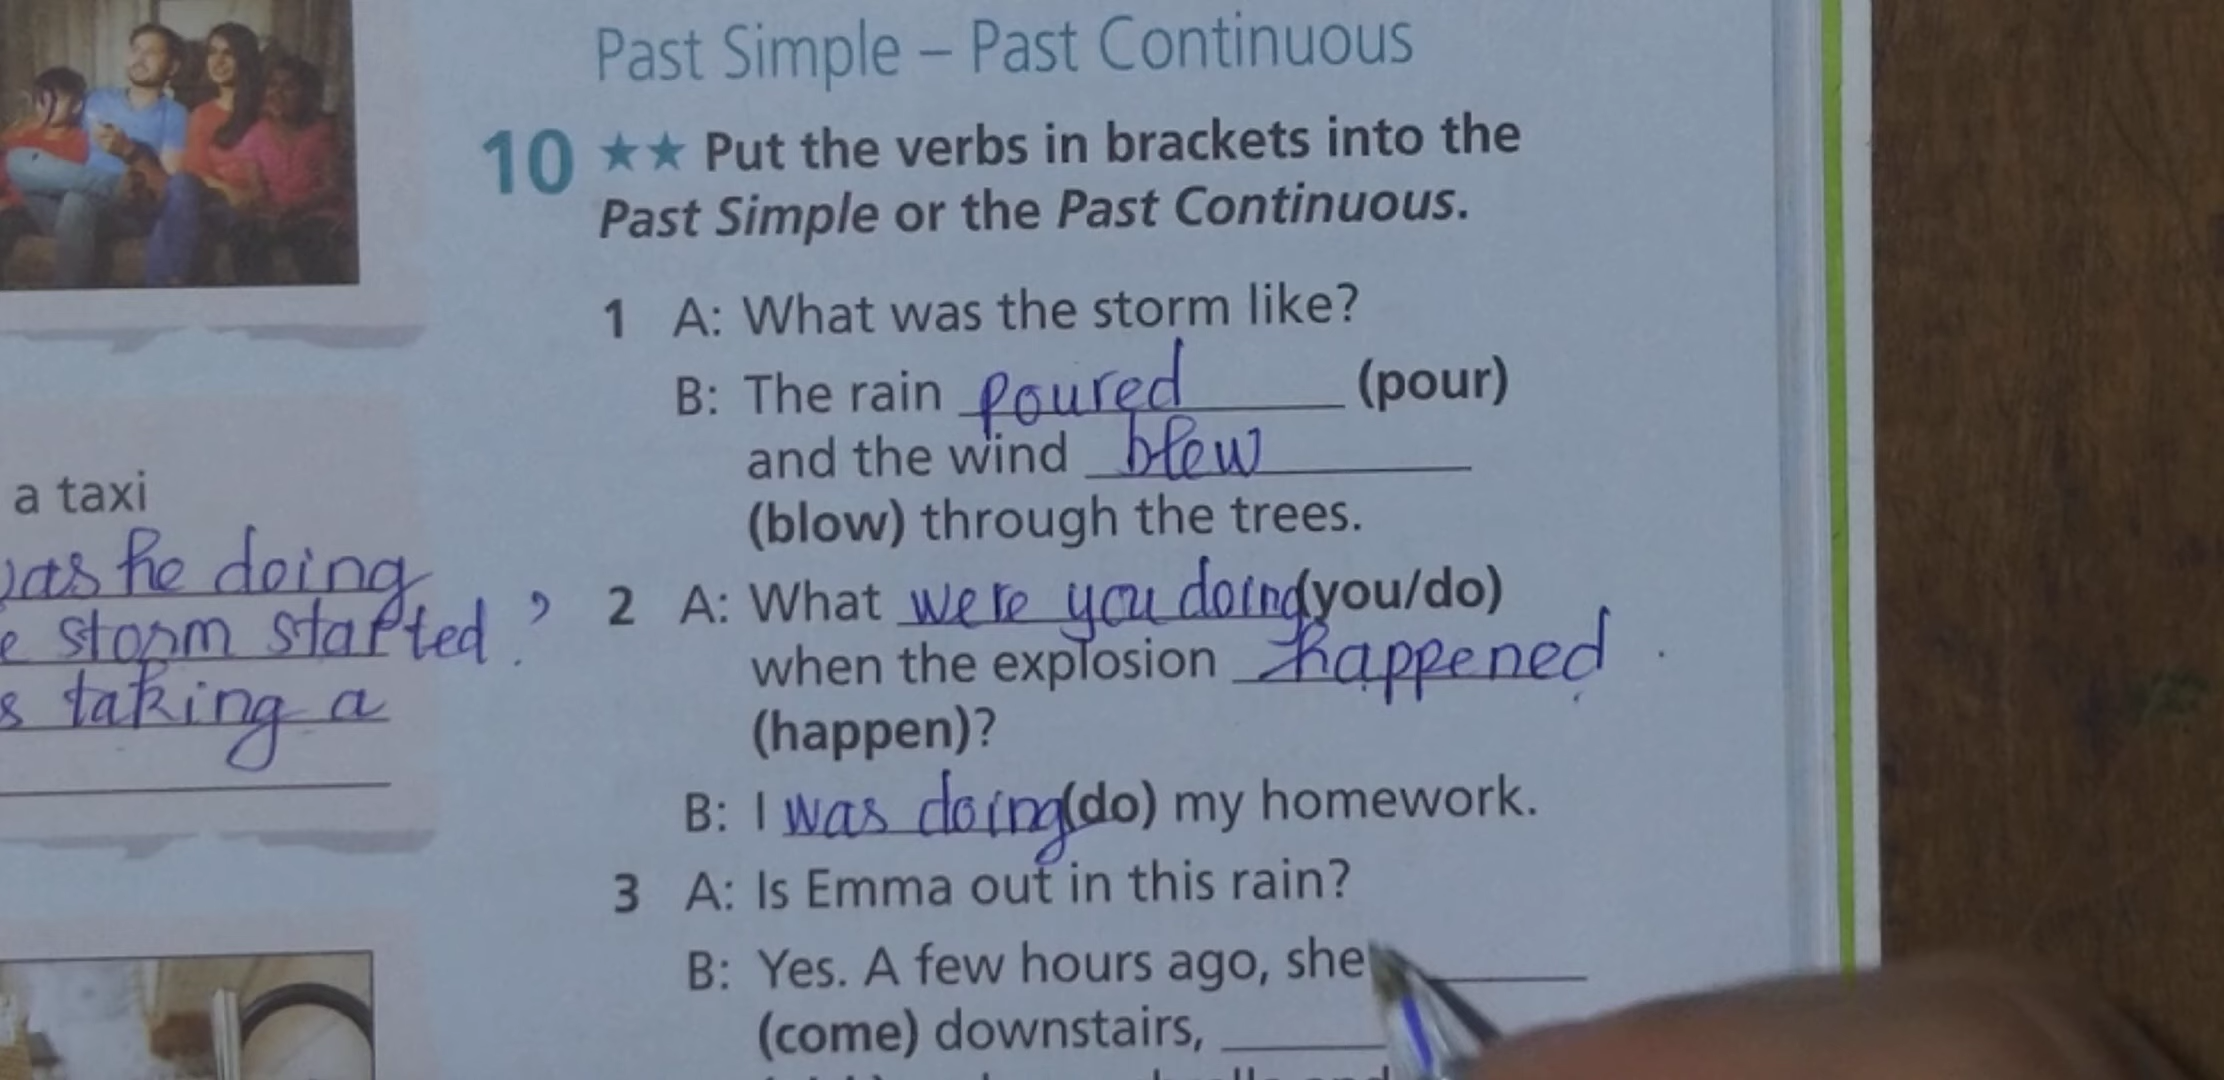 Past Simple – Past Continuous
10 ★★ Put the verbs in brackets into the
Past Simple or the Past Continuous.
1 A: What was the storm like?
B: The rain poured (pour)
and the wind blew
(blow) through the trees.
2 A: What were you doing (you/do)
when the explosion happened
(happen)?
B: I was doing (do) my homework.
3 A: Is Emma out in this rain?
B: Yes. A few hours ago, she
(come) downstairs,
a taxi
he doing
storm started?
taking a